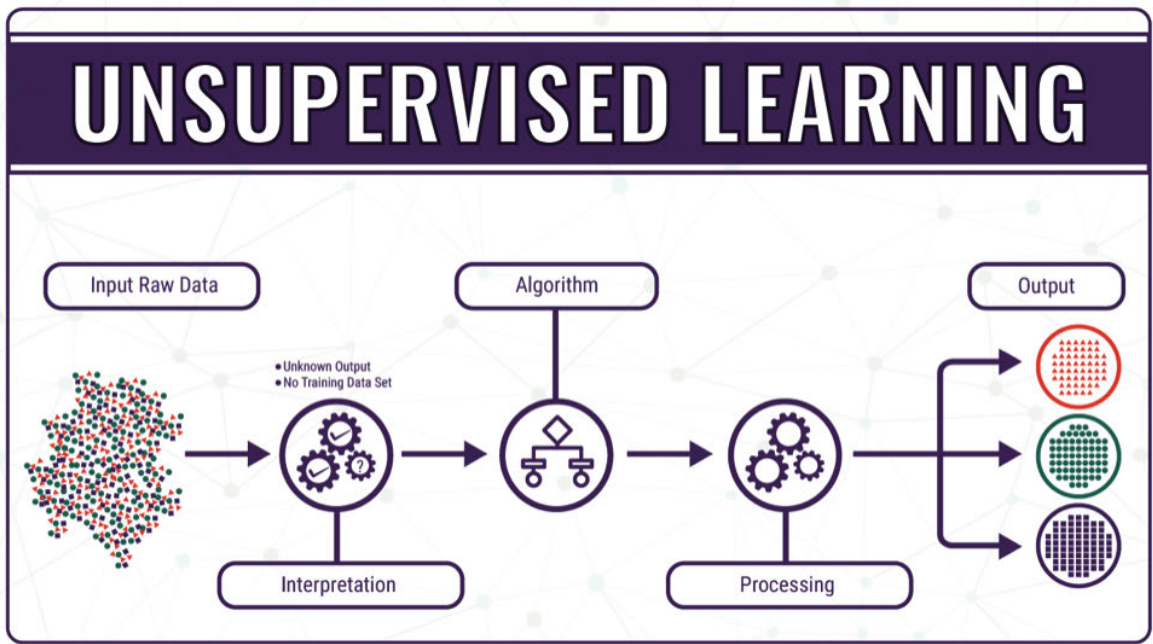 UNSUPERVISED LEARNING
Input Raw Data
Algorithm
Output
● Unknown Output
● No Training Data Set
?
Interpretation
Processing